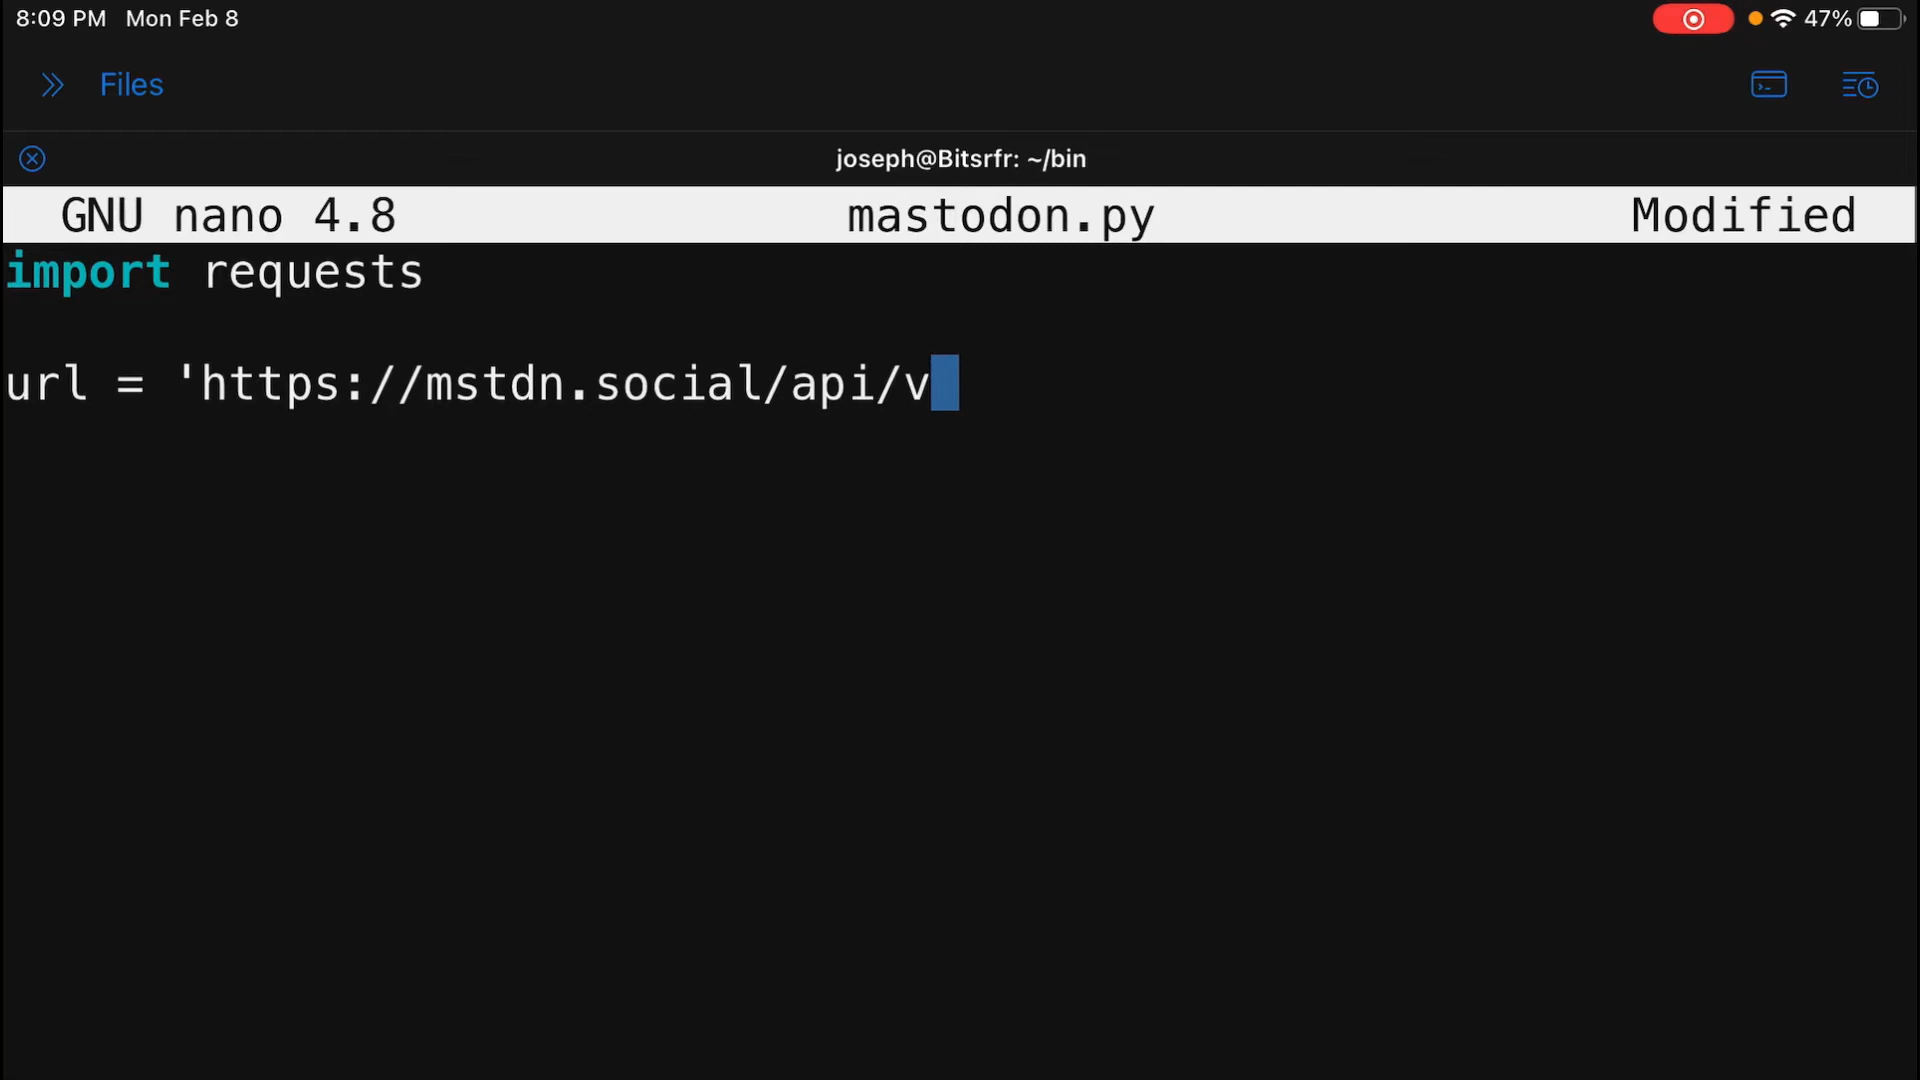 8:09 PM Mon Feb 8 47%
Files
joseph@Bitsrfr: ~/bin
GNU nano 4.8 mastodon.py Modified
import requests
url = 'https://mstdn.social/api/v